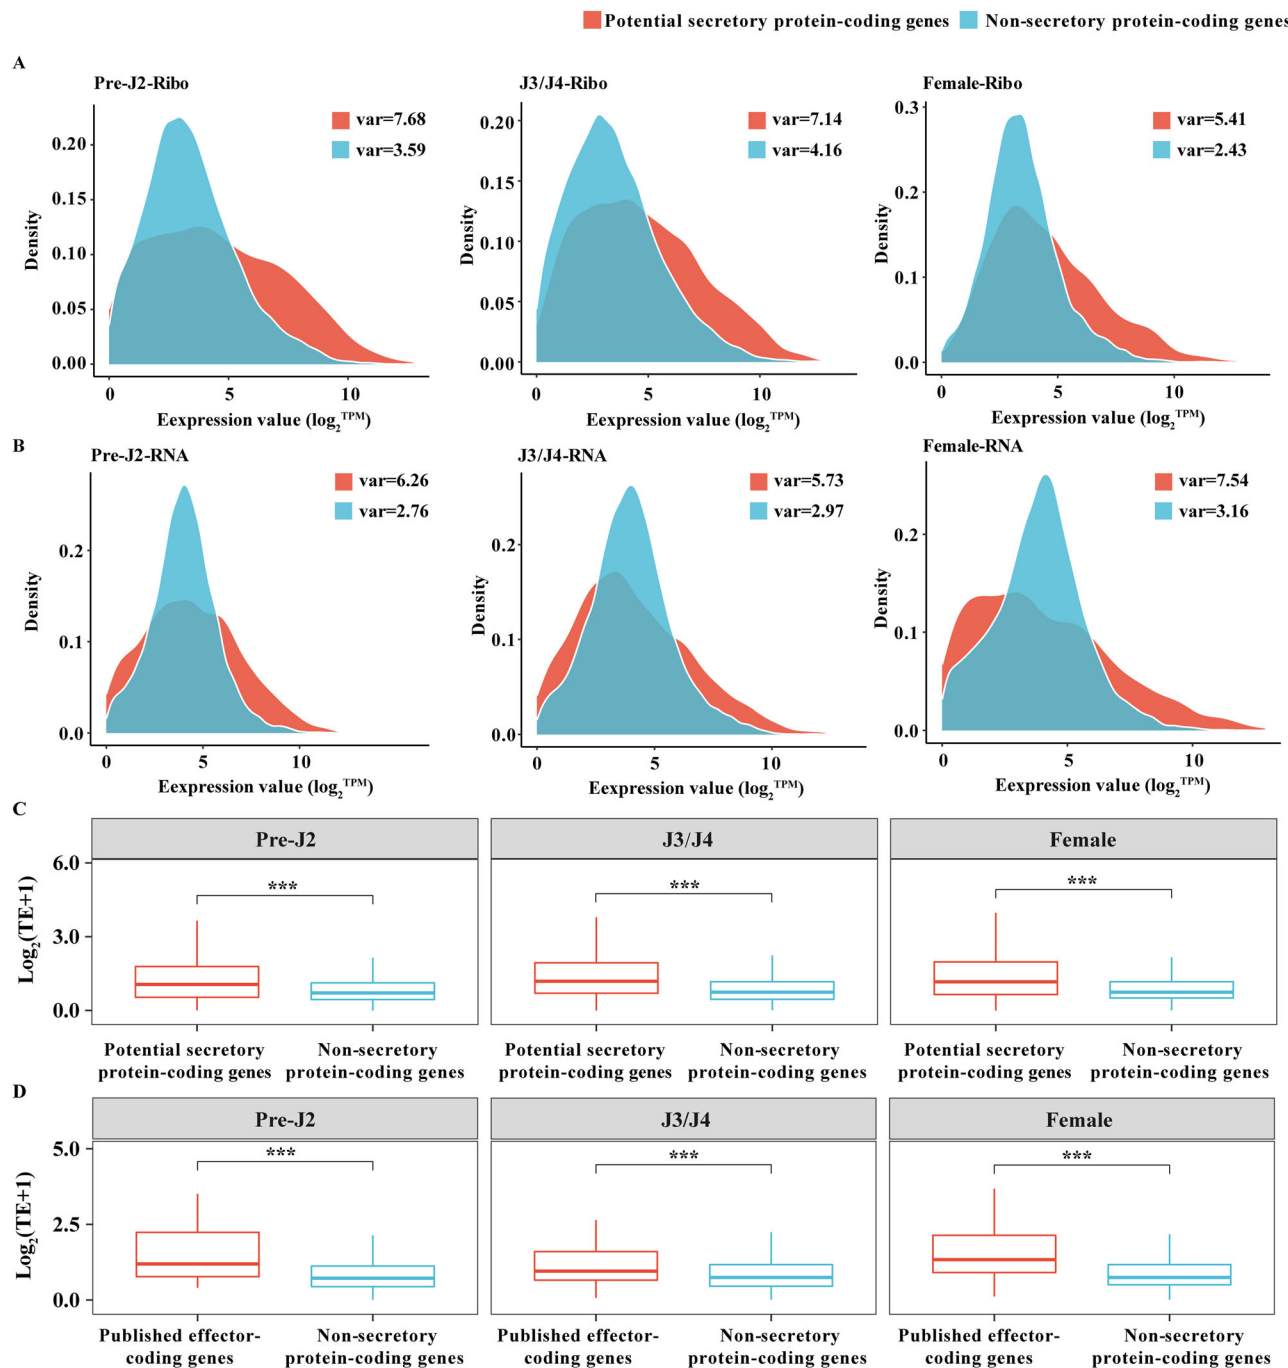 Potential secretory protein-coding genes Non-secretory protein-coding genes
A
Pre-J2-Ribo
J3/J4-Ribo
Female-Ribo
var=7.68
var=3.59
var=7.14
var=4.16
var=5.41
var=2.43
Density
0.20
0.15
0.10
0.05
0.00
0 5 10
Eexpression value (log2TPM)
Density
0.20
0.15
0.10
0.05
0.00
0 5 10
Eexpression value (log2TPM)
Density
0.3
0.2
0.1
0.0
0 5 10
Eexpression value (log2TPM)
B
Pre-J2-RNA
J3/J4-RNA
Female-RNA
var=6.26
var=2.76
var=5.73
var=2.97
var=7.54
var=3.16
Density
0.2
0.1
0.0
0 5 10
Eexpression value (log2TPM)
Density
0.2
0.1
0.0
0 5 10
Eexpression value (log2TPM)
Density
0.2
0.1
0.0
0 5 10
Eexpression value (log2TPM)
C
Pre-J2 J3/J4 Female
Log2(TE+1)
6.0
3.0
0.0
*** *** ***
Potential secretory Non-secretory Potential secretory Non-secretory Potential secretory Non-secretory
protein-coding genes protein-coding genes protein-coding genes protein-coding genes protein-coding genes protein-coding genes
D
Pre-J2 J3/J4 Female
Log2(TE+1)
5.0
2.5
0.0
*** *** ***
Published effector- Non-secretory Published effector- Non-secretory Published effector- Non-secretory
coding genes protein-coding genes coding genes protein-coding genes coding genes protein-coding genes